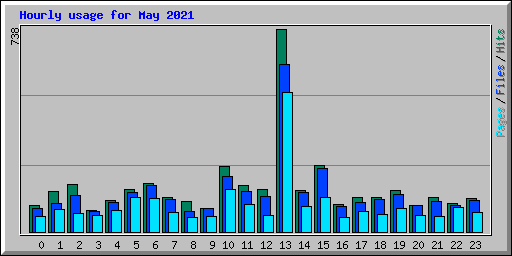 Hourly usage for May 2021
738
Pages / Files / Hits
0 1 2 3 4 5 6 7 8 9 10 11 12 13 14 15 16 17 18 19 20 21 22 23